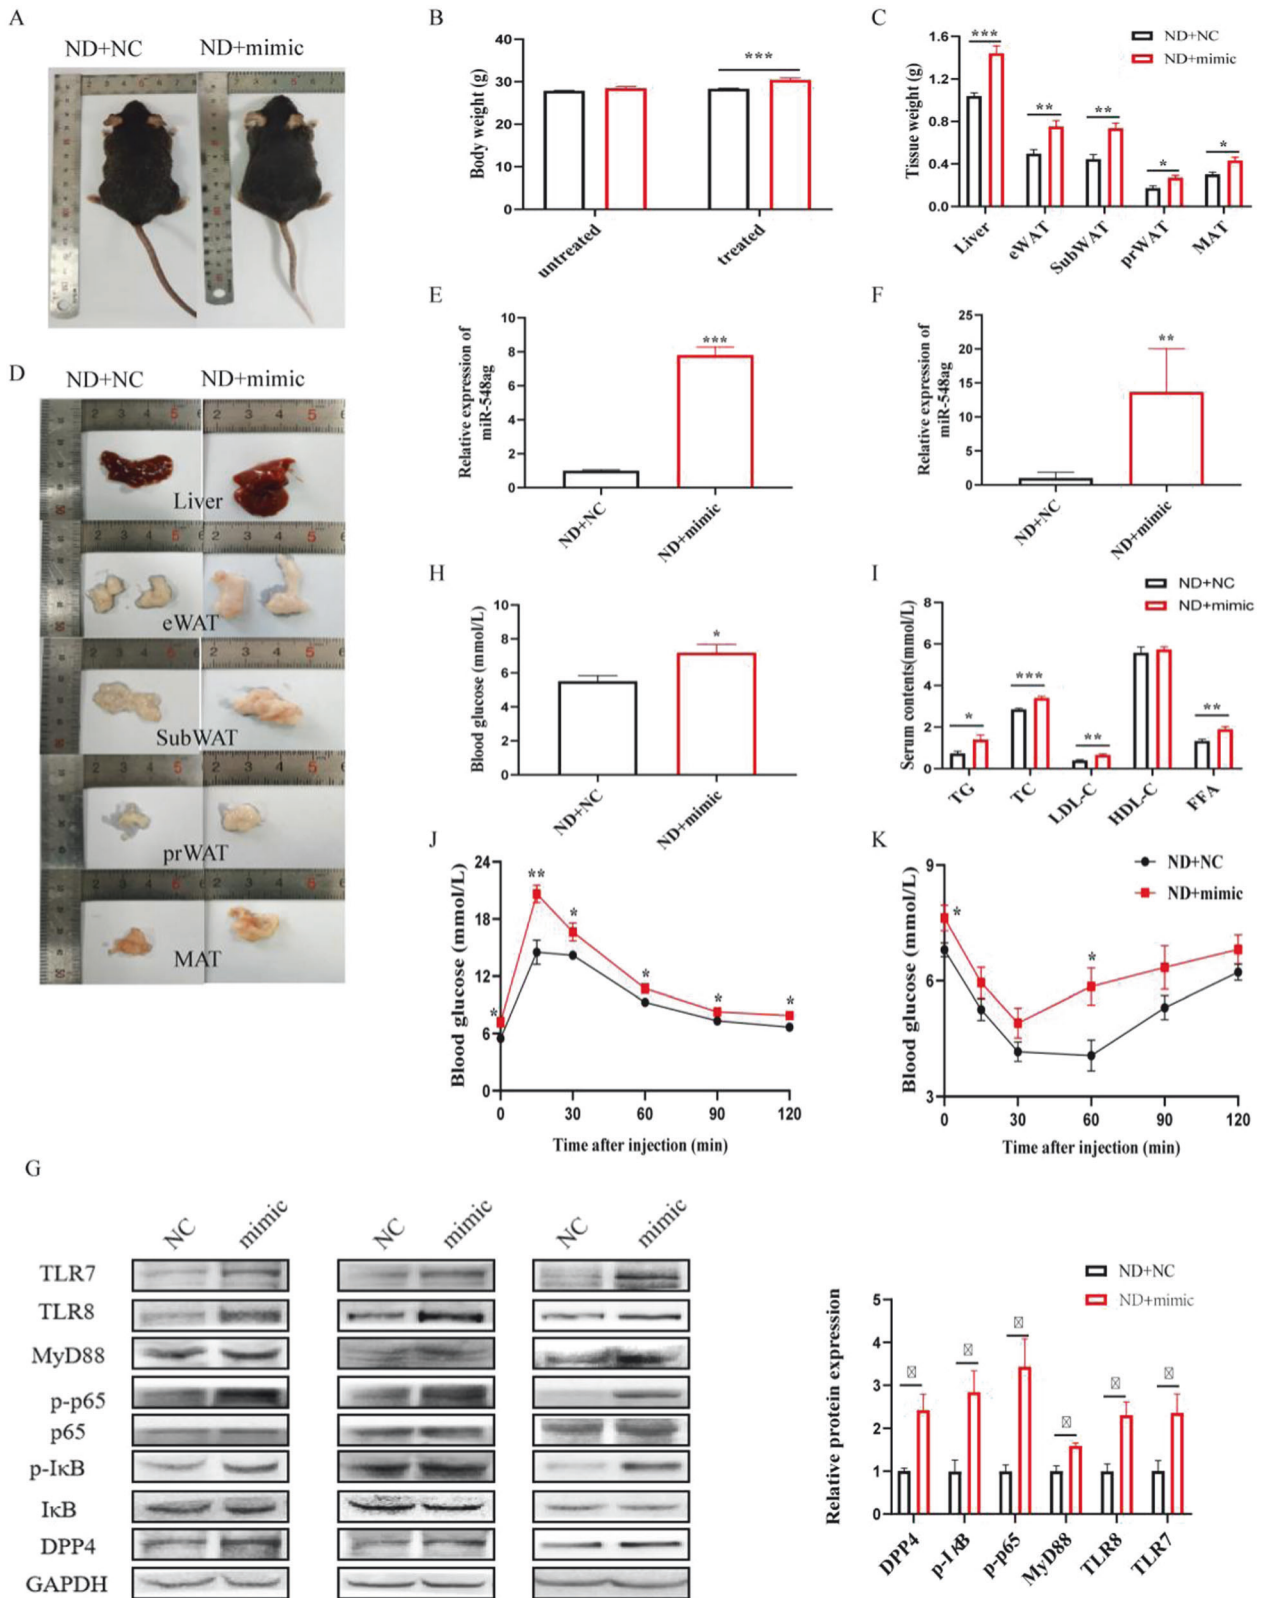 A
ND+NC
ND+mimic
B
Body weight (g)
40
30
20
10
0
***
untreated
treated
C
ND+NC
ND+mimic
Tissue weight (g)
1.6
1.2
0.8
0.4
0.0
***
**
**
*
*
Liver
eWAT
SubWAT
prWAT
MAT
D
ND+NC
ND+mimic
Liver
eWAT
SubWAT
prWAT
MAT
E
Relative expression of
miR-548ag
10
8
6
4
2
0
***
ND+NC
ND+mimic
F
Relative expression of
miR-548ag
25
20
15
10
5
0
**
ND+NC
ND+mimic
H
Blood glucose (mmol/L)
10
8
6
4
2
0
*
ND+NC
ND+mimic
I
ND+NC
ND+mimic
Serum contents(mmol/L)
8
6
4
2
0
*
***
**
**
TG
TC
LDL-C
HDL-C
FFA
J
Blood glucose (mmol/L)
24
18
12
6
0
*
**
*
*
*
*
0 30 60 90 120
Time after injection (min)
K
ND+NC
ND+mimic
Blood glucose (mmol/L)
9
6
3
*
*
0 30 60 90 120
Time after injection (min)
G
NC mimic NC mimic NC mimic
TLR7
TLR8
MyD88
p-p65
p65
p-IκB
IκB
DPP4
GAPDH
ND+NC
ND+mimic
Relative protein expression
5
4
3
2
1
0
DPP4
p-IκB
p-p65
MyD88
TLR8
TLR7